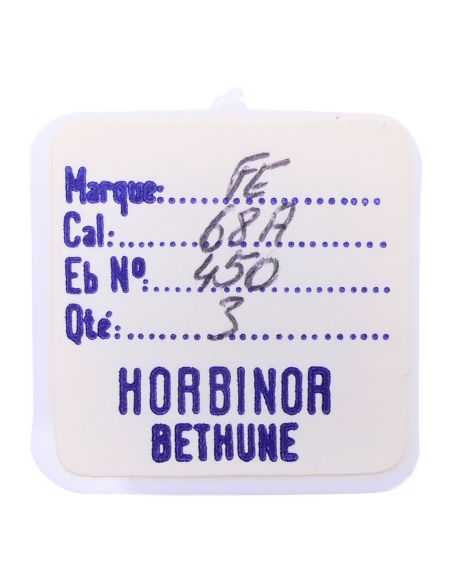 Marque: FE
Cal: 68A
Eb Nº: 450
Qté: 3
HORBINOR
BETHUNE